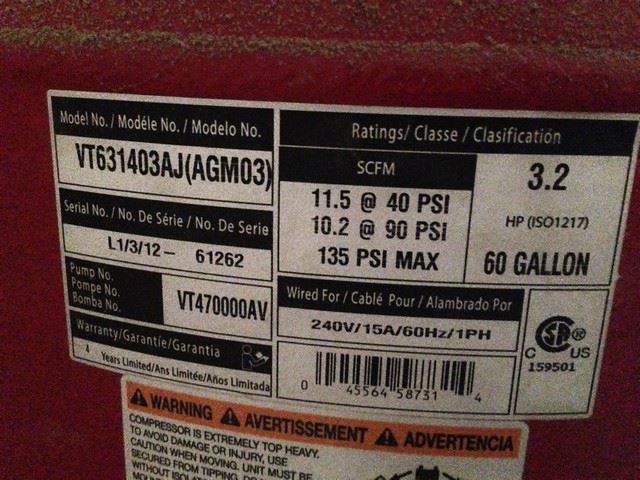 Model No. / Modéle No. / Modelo No.
VT631403AJ(AGM03)
Serial No. / No. De Série / No. De Serie
L1/3/12 – 61262
Pump No.
Pompe No.
Bomba No.
VT470000AV
Warranty/Garantie/Garantia
4 Years Limited/Ans Limitée/Años Limitada
Ratings/ Classe / Clasificatión
SCFM
11.5 @ 40 PSI
10.2 @ 90 PSI
135 PSI MAX
3.2
HP (ISO1217)
60 GALLON
Wired For / Cablé Pour / Alambrado Por
240V/15A/60Hz/1PH
0 45564 58731 4
CSA ®
C US
159501
WARNING AVERTISSEMENT ADVERTENCIA
COMPRESSOR IS EXTREMELY TOP HEAVY.
TO AVOID DAMAGE OR INJURY, USE
CAUTION WHEN MOVING. UNIT MUST BE
SECURED FROM TIPPING.
WITHOUT